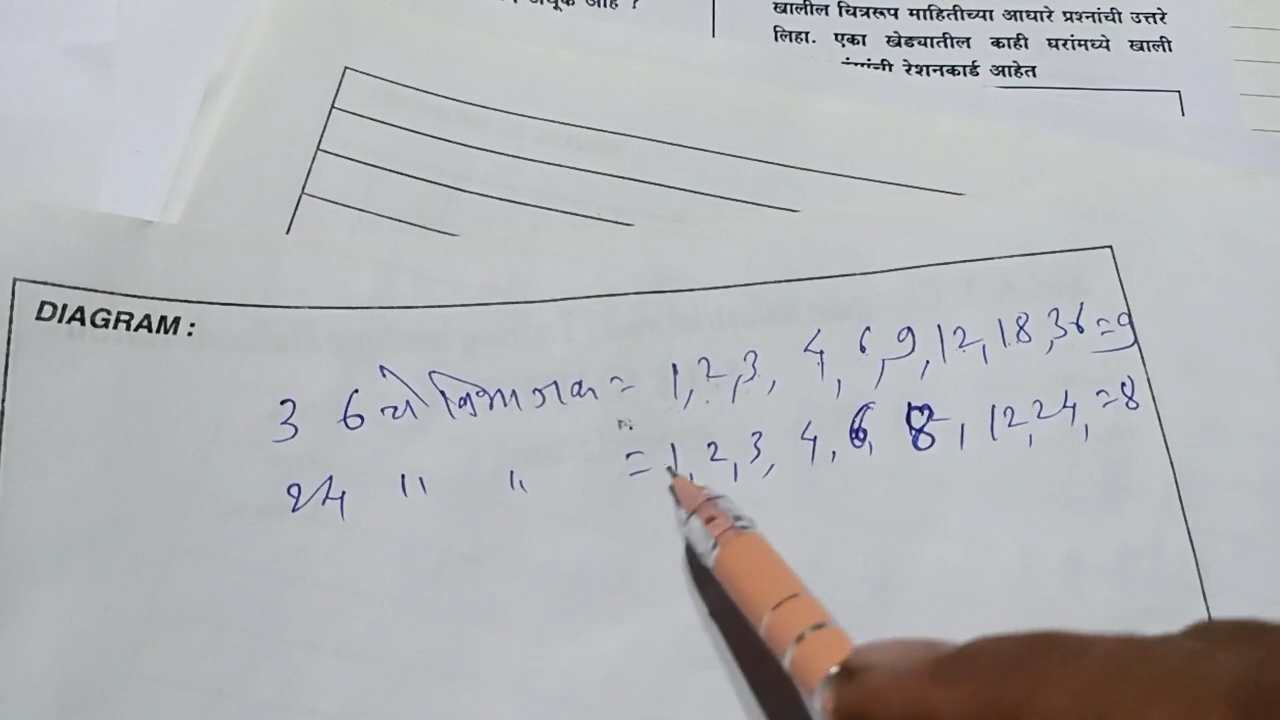 आहे ?
खालील चित्ररूप माहितीच्या आधारे प्रश्नांची उत्तरे
लिहा. एका खेड्यातील काही घरांमध्ये खाली
रेशनकार्ड आहेत
DIAGRAM:
36 चे विभाजक = 1, 2, 3, 4, 6, 9, 12, 18, 36 = 9
24 " " = 1, 2, 3, 4, 6, 8, 12, 24, = 8